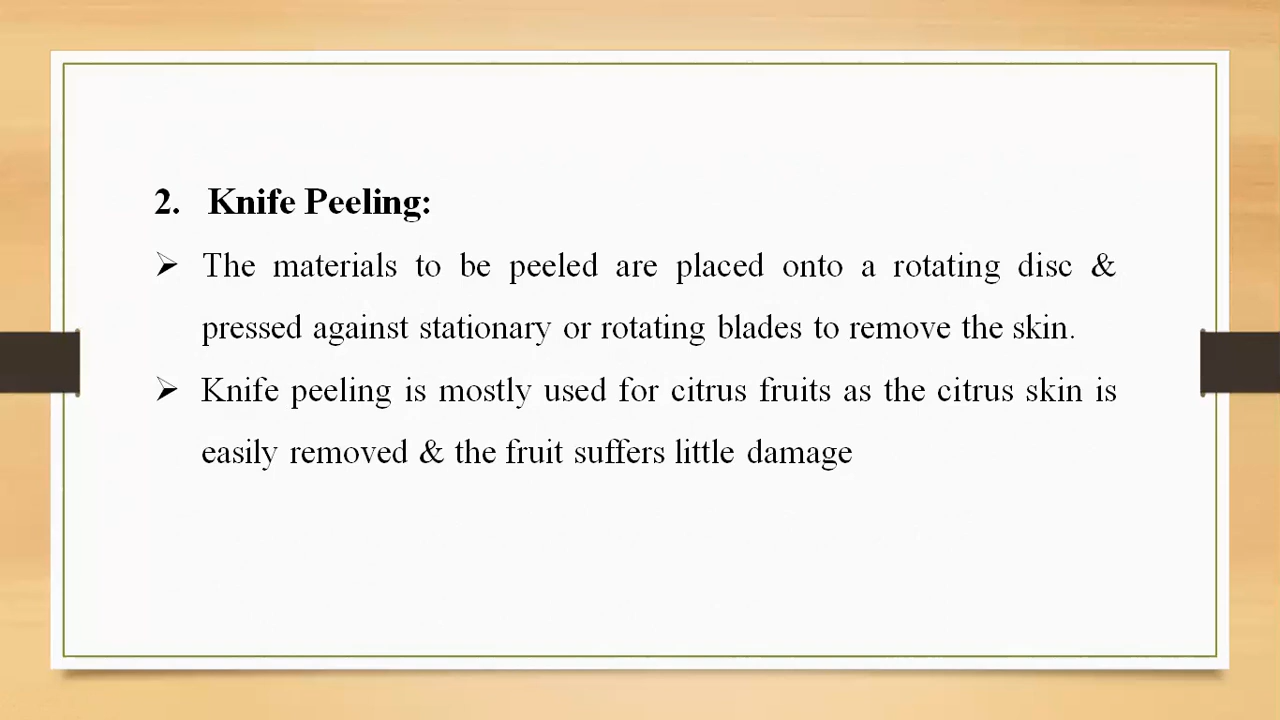 2. Knife Peeling:
➢ The materials to be peeled are placed onto a rotating disc &
pressed against stationary or rotating blades to remove the skin.
➢ Knife peeling is mostly used for citrus fruits as the citrus skin is
easily removed & the fruit suffers little damage